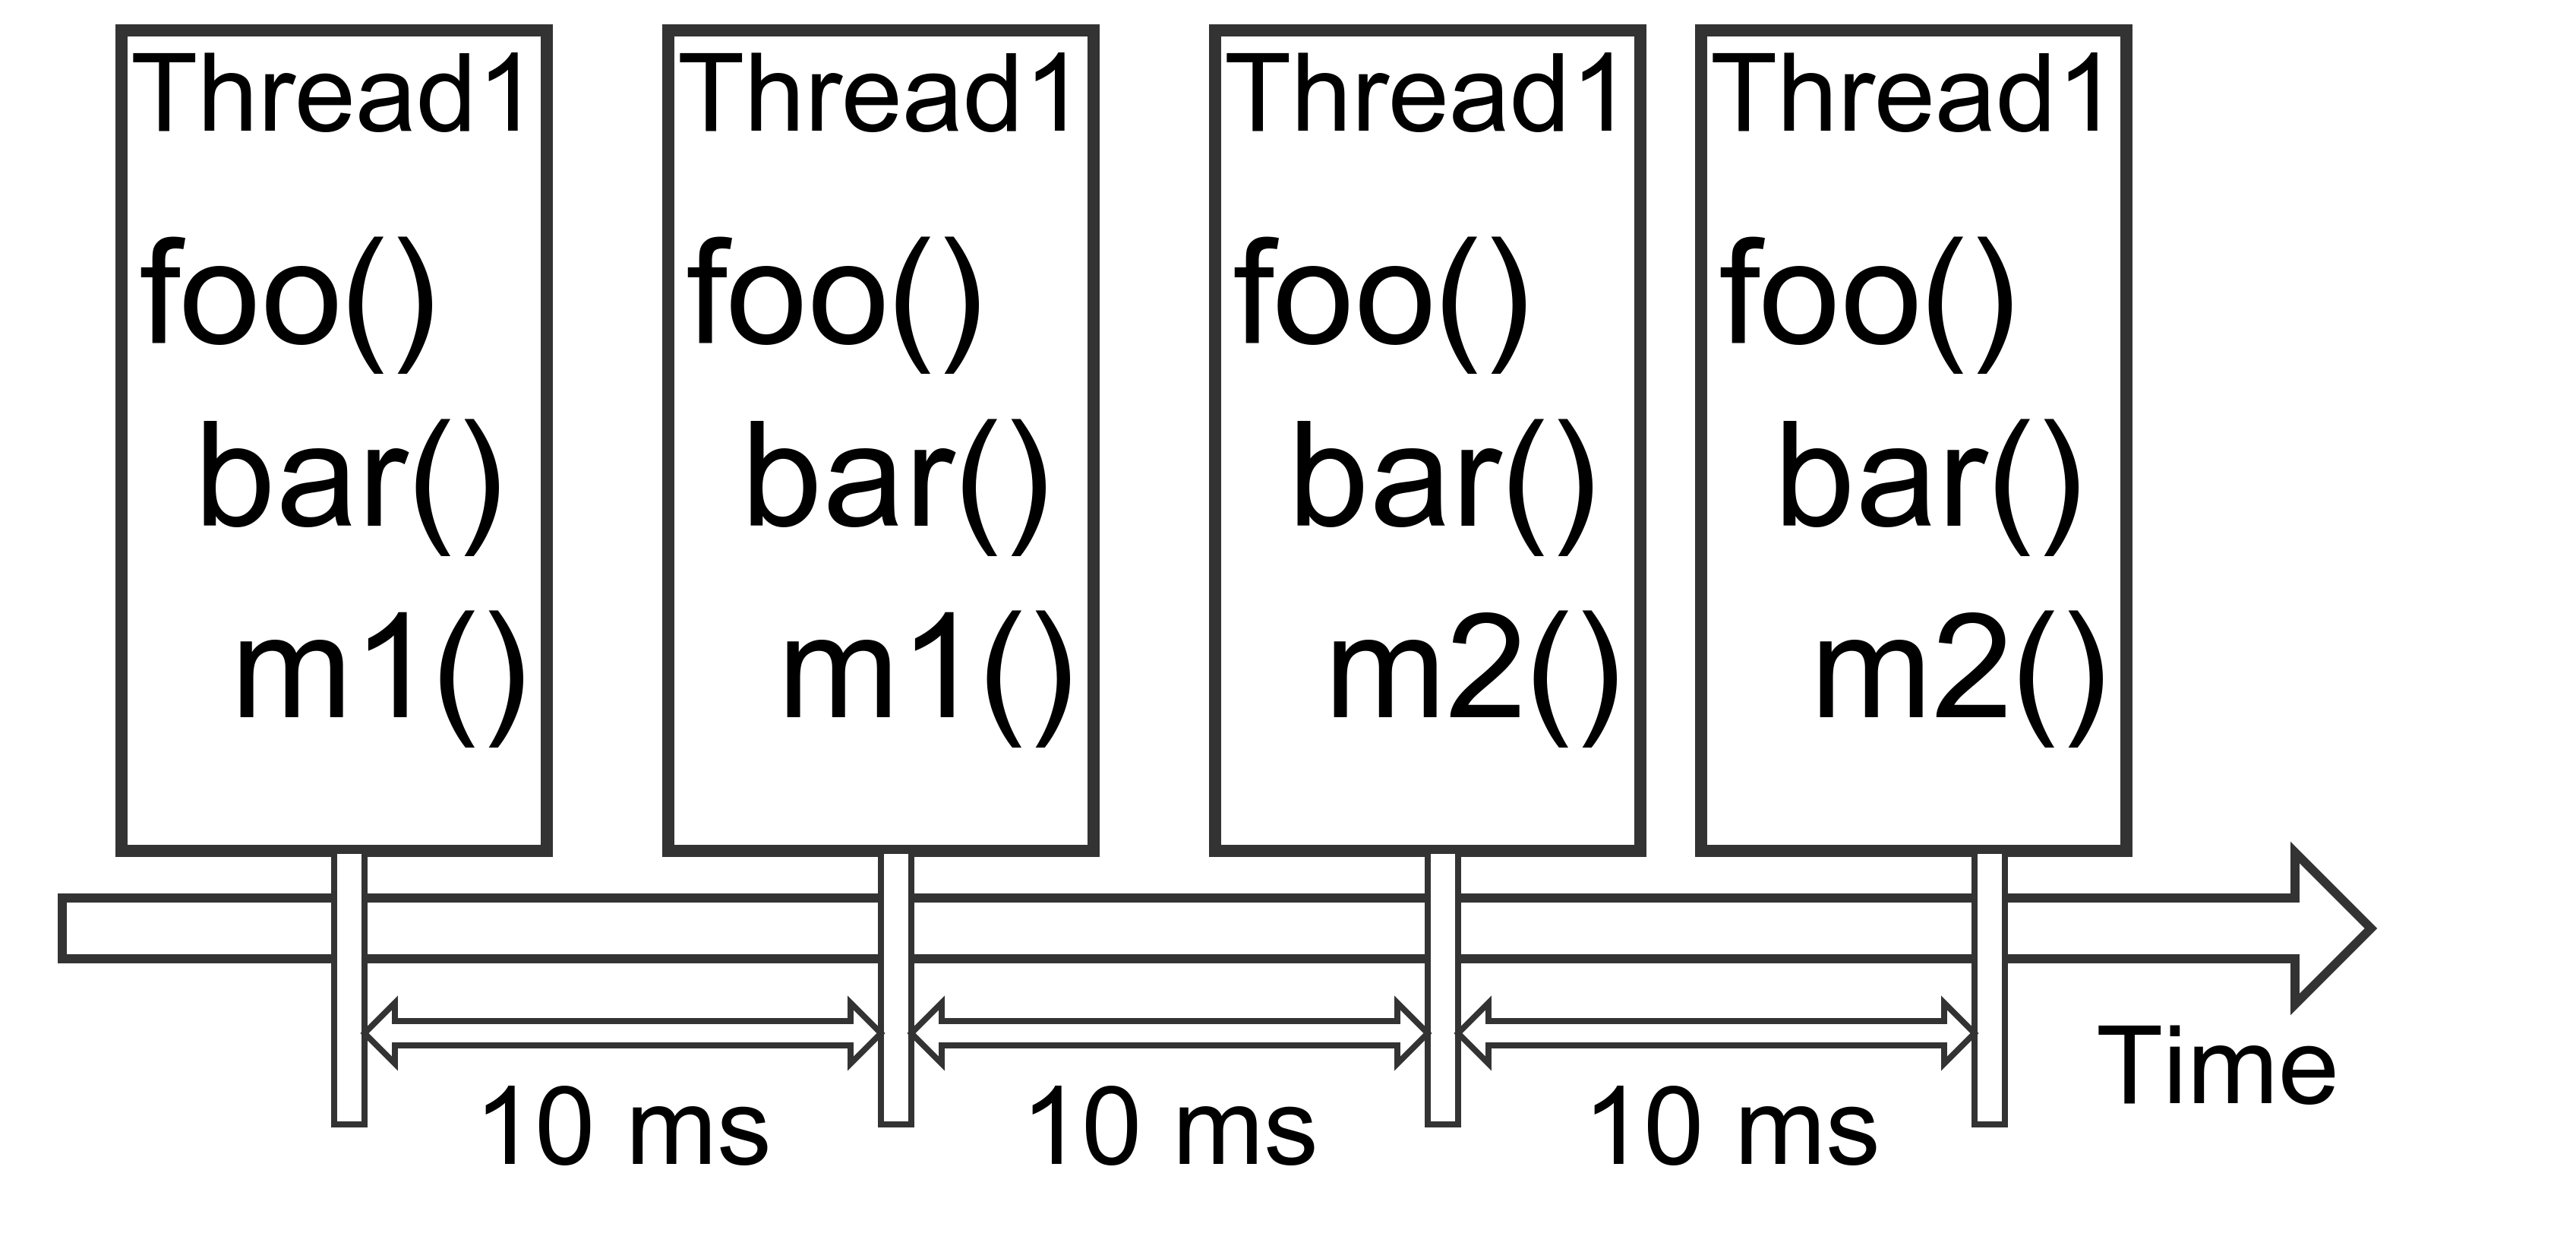 Thread1
foo()
bar()
m1()
Thread1
foo()
bar()
m1()
Thread1
foo()
bar()
m2()
Thread1
foo()
bar()
m2()
10 ms
10 ms
10 ms
Time